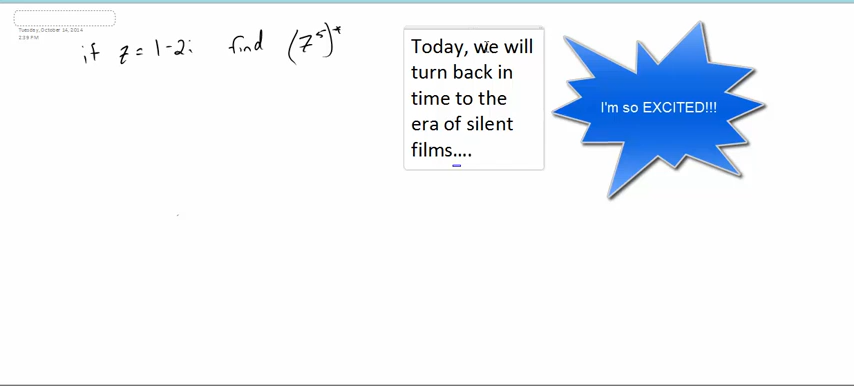 Tuesday, October 14, 2014
2:39 PM
if z = 1-2i find (z⁵)*
Today, we will
turn back in
time to the
era of silent
films....
I'm so EXCITED!!!